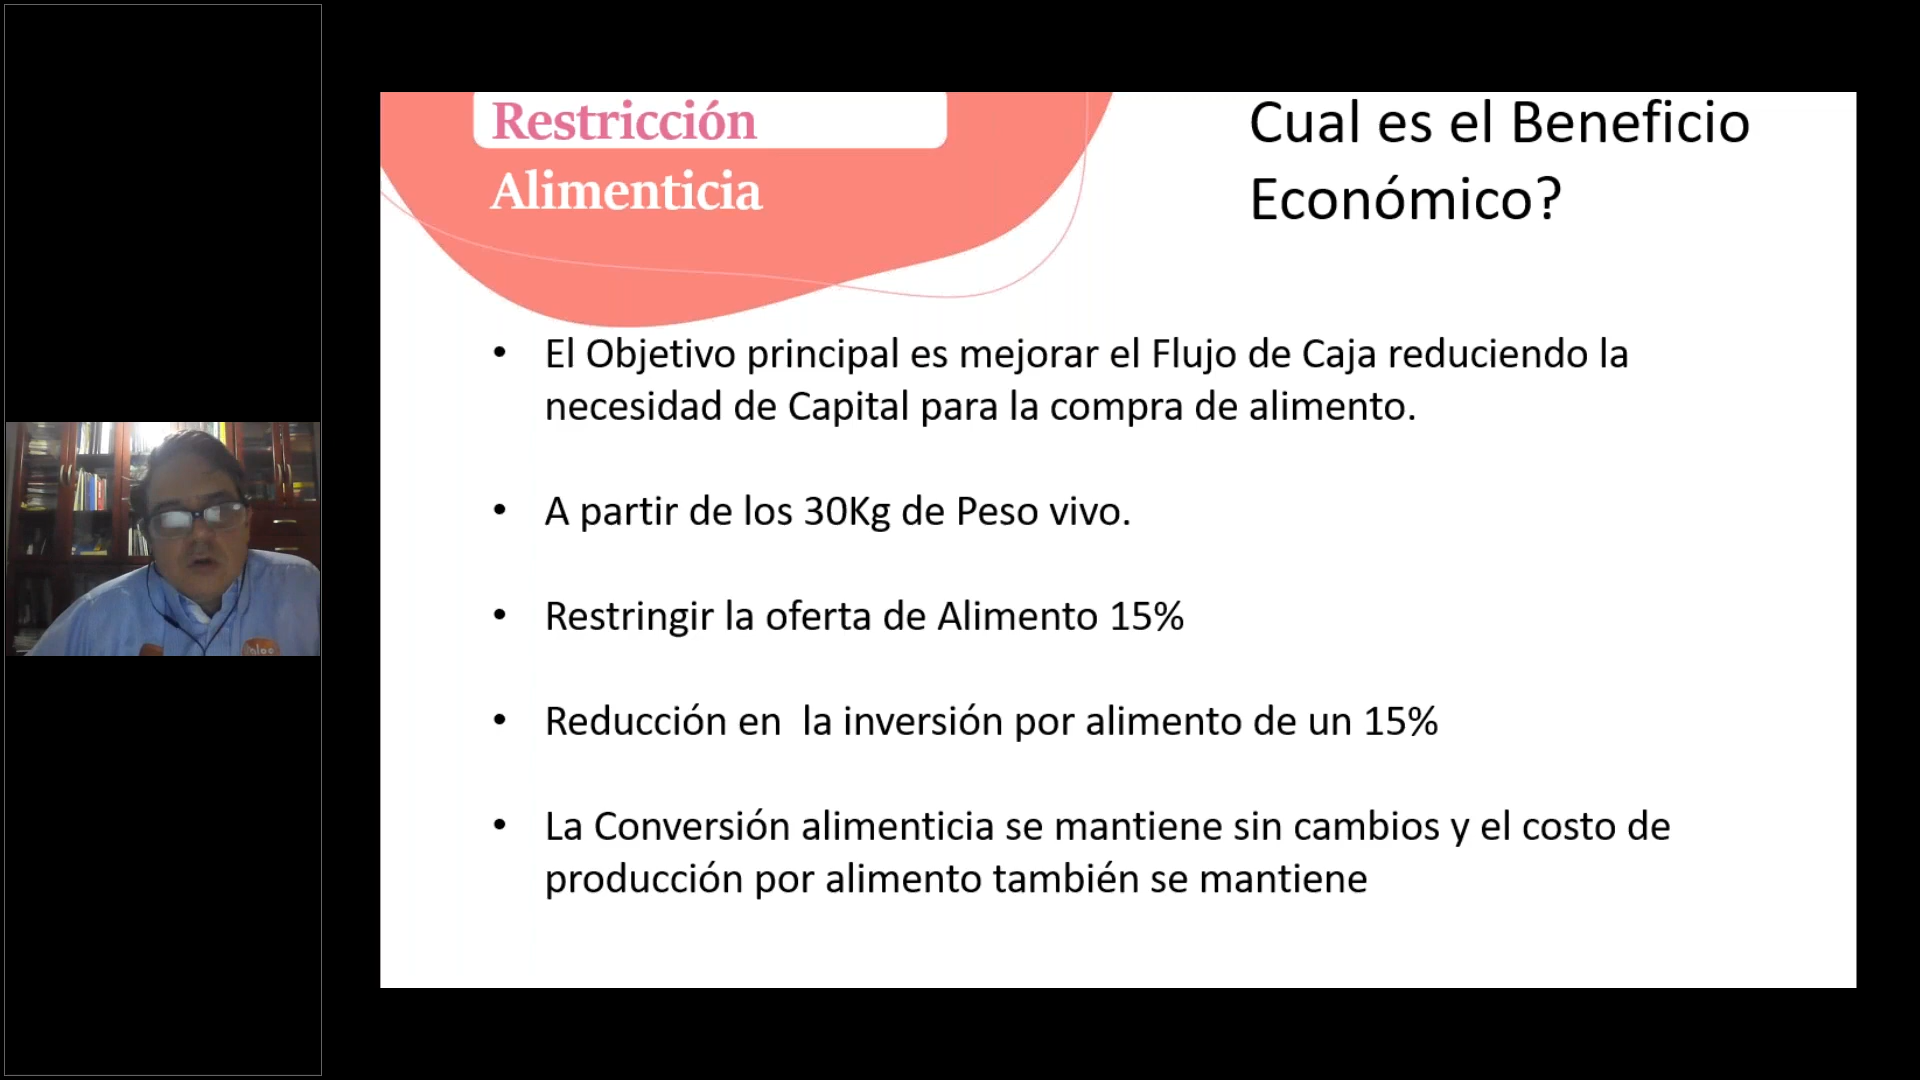 Restricción
Alimenticia
Cual es el Beneficio
Económico?
• El Objetivo principal es mejorar el Flujo de Caja reduciendo la
necesidad de Capital para la compra de alimento.
• A partir de los 30Kg de Peso vivo.
• Restringir la oferta de Alimento 15%
• Reducción en  la inversión por alimento de un 15%
• La Conversión alimenticia se mantiene sin cambios y el costo de
producción por alimento también se mantiene